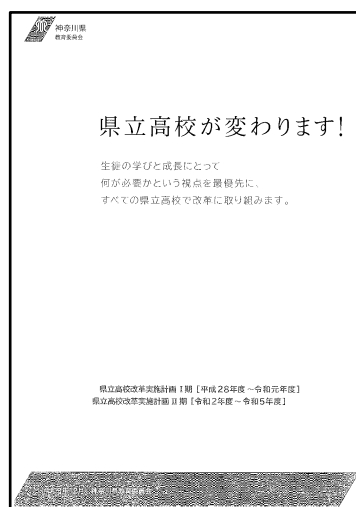 神奈川県
教育委員会
県立高校が変わります!
生徒の学びと成長にとって
何が必要かという視点を最優先に、
すべての県立高校で改革に取り組みます。
県立高校改革実施計画Ⅰ期[平成28年度~令和元年度]
県立高校改革実施計画Ⅱ期[令和2年度~令和5年度]